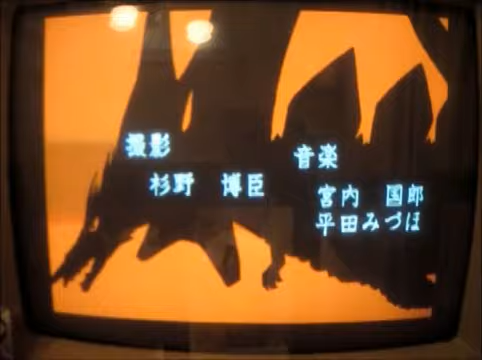 撮影
杉野 博臣
音楽
宮内 国郎
平田みづほ